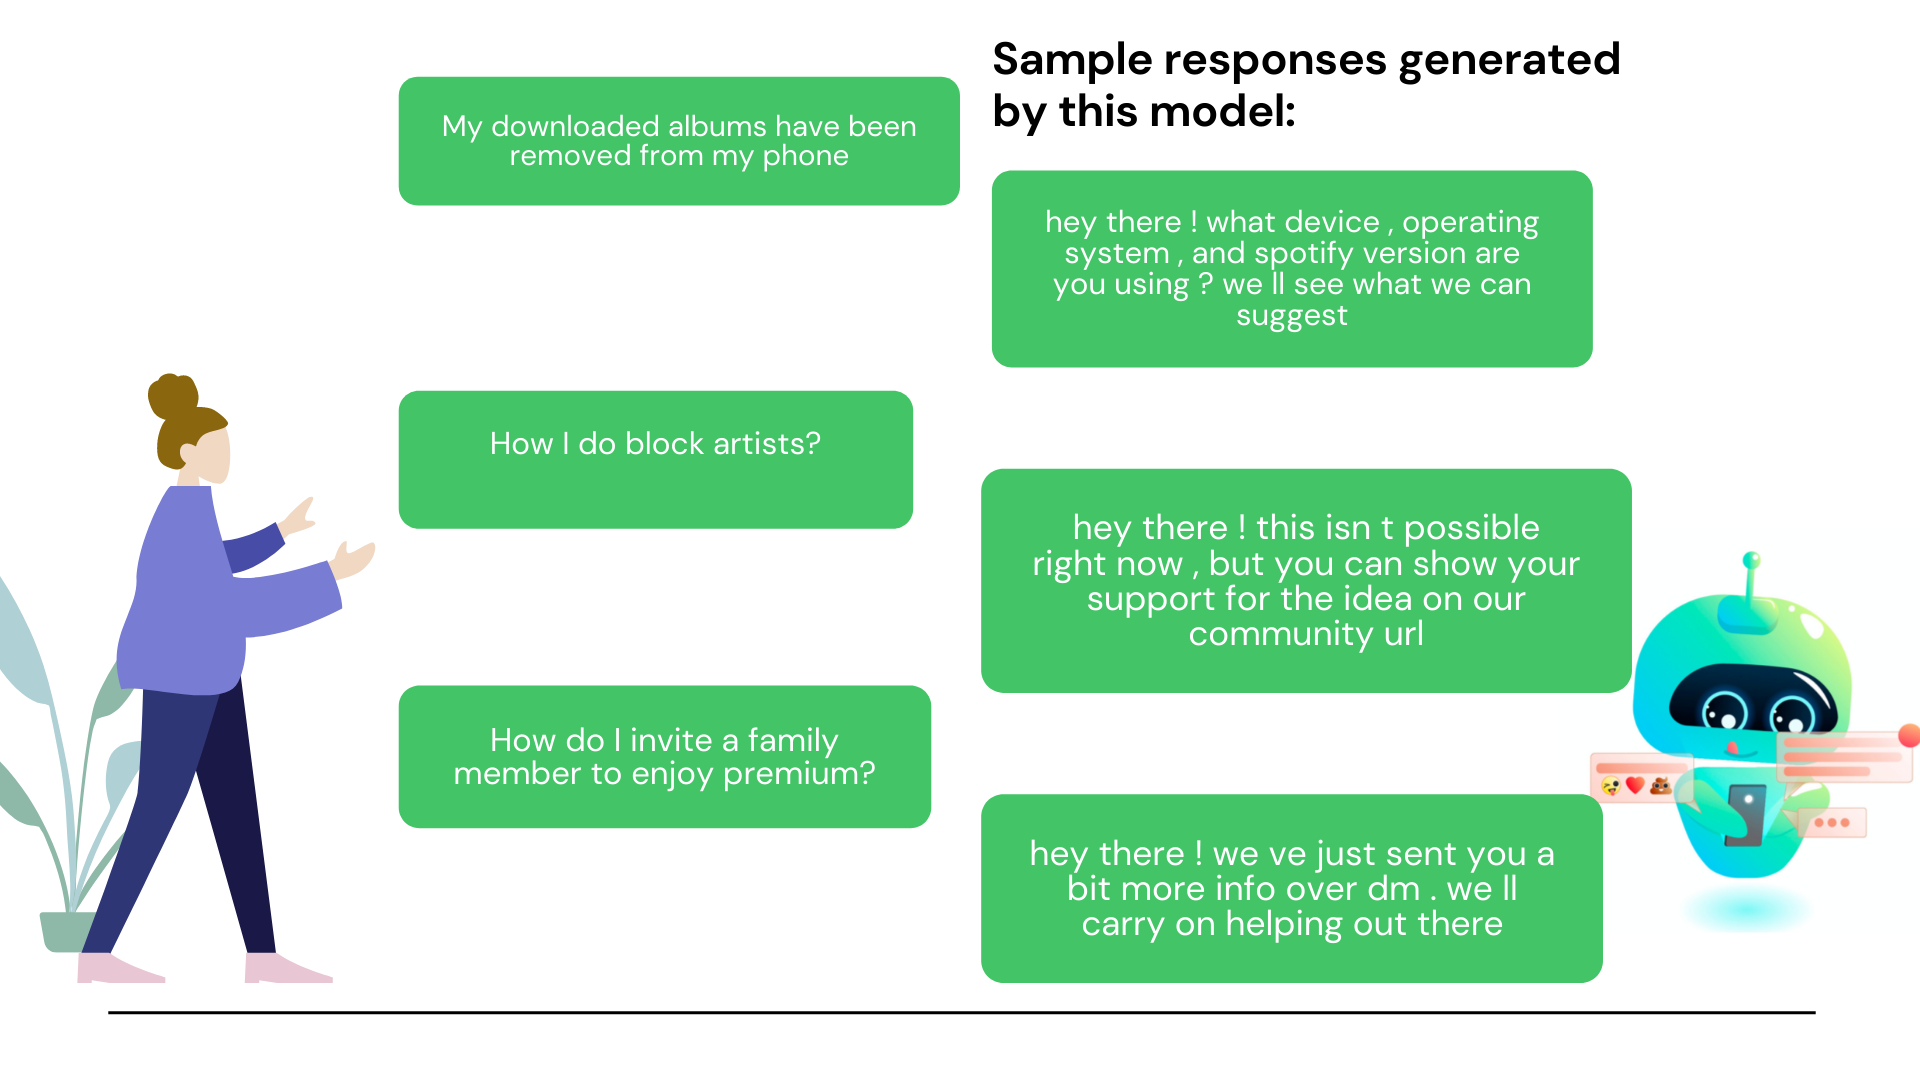 Sample responses generated
by this model:
My downloaded albums have been
removed from my phone
hey there ! what device , operating
system , and spotify version are
you using ? we ll see what we can
suggest
How I do block artists?
hey there ! this isn t possible
right now , but you can show your
support for the idea on our
community url
How do I invite a family
member to enjoy premium?
hey there ! we ve just sent you a
bit more info over dm . we ll
carry on helping out there